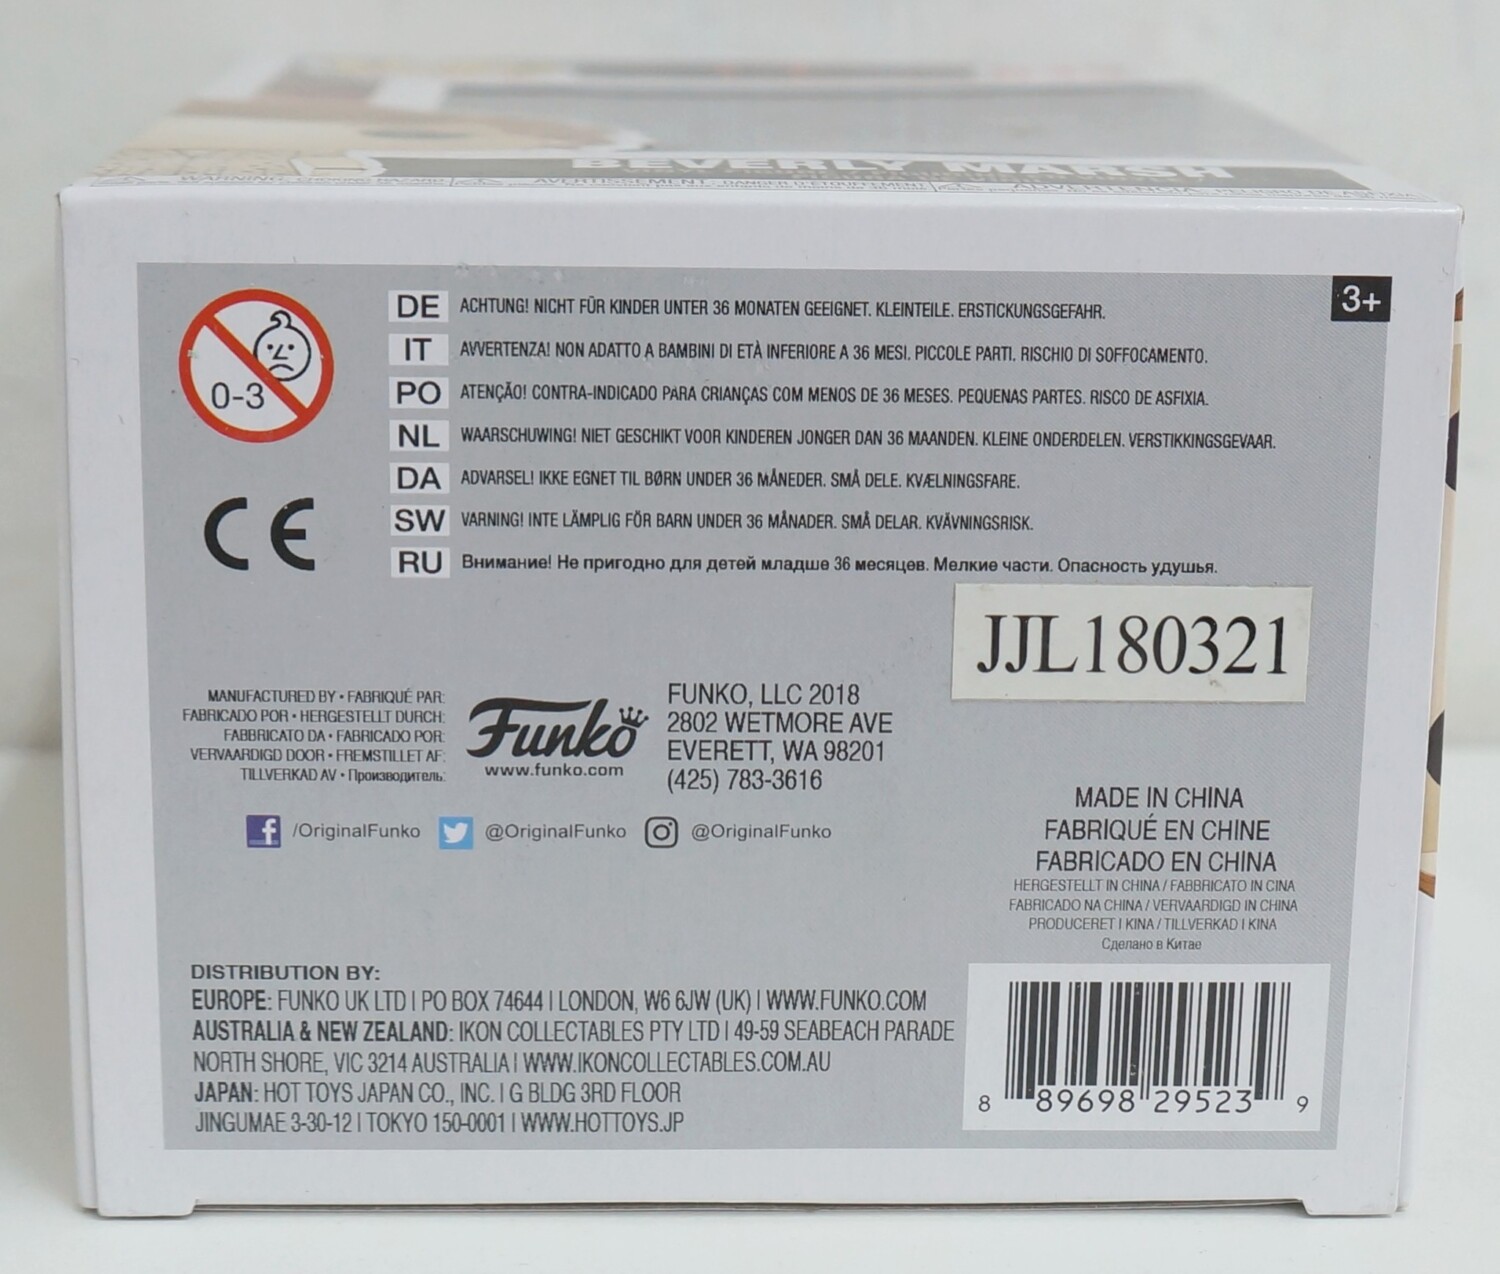 BEVERLY MARSH
WARNING: CHOKING HAZARD AVERTISSEMENT: DANGER D'ÉTOUFFEMENT ADVERTENCIA: PELIGRO DE ASFIXIA
3+
0-3
DE ACHTUNG! NICHT FÜR KINDER UNTER 36 MONATEN GEEIGNET. KLEINTEILE. ERSTICKUNGSGEFAHR.
IT AVVERTENZA! NON ADATTO A BAMBINI DI ETÀ INFERIORE A 36 MESI. PICCOLE PARTI. RISCHIO DI SOFFOCAMENTO.
PO ATENÇÃO! CONTRA-INDICADO PARA CRIANÇAS COM MENOS DE 36 MESES. PEQUENAS PARTES. RISCO DE ASFIXIA.
NL WAARSCHUWING! NIET GESCHIKT VOOR KINDEREN JONGER DAN 36 MAANDEN. KLEINE ONDERDELEN. VERSTIKKINGSGEVAAR.
DA ADVARSEL! IKKE EGNET TIL BØRN UNDER 36 MÅNEDER. SMÅ DELE. KVÆLNINGSFARE.
SW VARNING! INTE LÄMPLIG FÖR BARN UNDER 36 MÅNADER. SMÅ DELAR. KVÄVNINGSRISK.
RU Внимание! Не пригодно для детей младше 36 месяцев. Мелкие части. Опасность удушья.
CE
JJL180321
MANUFACTURED BY • FABRIQUÉ PAR:
FABRICADO POR • HERGESTELLT DURCH:
FABBRICATO DA • FABRICADO POR:
VERVAARDIGD DOOR • FREMSTILLET AF:
TILLVERKAD AV • Производитель:
Funko
www.funko.com
FUNKO, LLC 2018
2802 WETMORE AVE
EVERETT, WA 98201
(425) 783-3616
/OriginalFunko @OriginalFunko @OriginalFunko
MADE IN CHINA
FABRIQUÉ EN CHINE
FABRICADO EN CHINA
HERGESTELLT IN CHINA / FABBRICATO IN CINA
FABRICADO NA CHINA / VERVAARDIGD IN CHINA
PRODUCERET I KINA / TILLVERKAD I KINA
Сделано в Китае
DISTRIBUTION BY:
EUROPE: FUNKO UK LTD | PO BOX 74644 | LONDON, W6 6JW (UK) | WWW.FUNKO.COM
AUSTRALIA & NEW ZEALAND: IKON COLLECTABLES PTY LTD | 49-59 SEABEACH PARADE
NORTH SHORE, VIC 3214 AUSTRALIA | WWW.IKONCOLLECTABLES.COM.AU
JAPAN: HOT TOYS JAPAN CO., INC. | G BLDG 3RD FLOOR
JINGUMAE 3-30-12 | TOKYO 150-0001 | WWW.HOTTOYS.JP
8 89698 29523 9